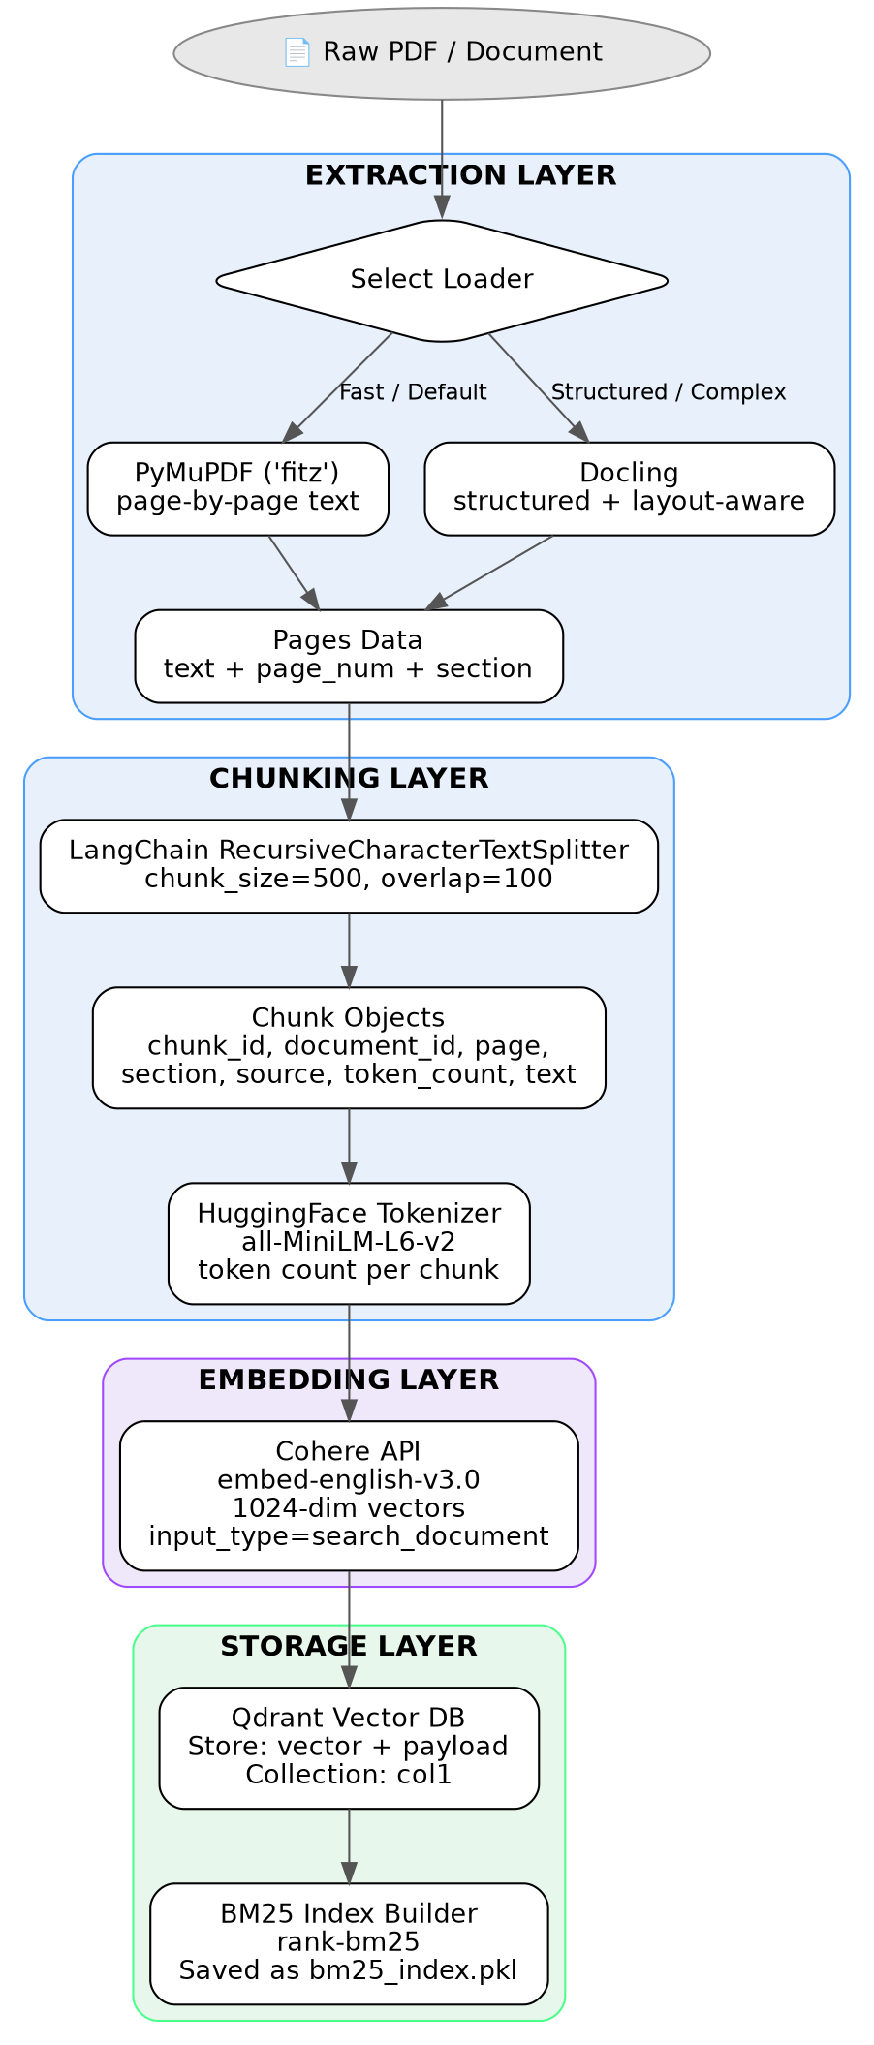 📄 Raw PDF / Document
EXTRACTION LAYER
Select Loader
Fast / Default
Structured / Complex
PyMuPDF ('fitz')
page-by-page text
Docling
structured + layout-aware
Pages Data
text + page_num + section
CHUNKING LAYER
LangChain RecursiveCharacterTextSplitter
chunk_size=500, overlap=100
Chunk Objects
chunk_id, document_id, page,
section, source, token_count, text
HuggingFace Tokenizer
all-MiniLM-L6-v2
token count per chunk
EMBEDDING LAYER
Cohere API
embed-english-v3.0
1024-dim vectors
input_type=search_document
STORAGE LAYER
Qdrant Vector DB
Store: vector + payload
Collection: col1
BM25 Index Builder
rank-bm25
Saved as bm25_index.pkl